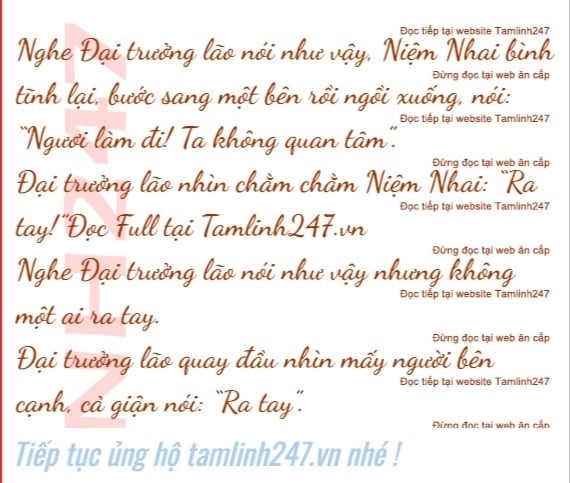 Đọc tiếp tại website Tamlinh247
Nghe Đại trưởng lão nói như vậy, Niệm Nhai bình
Đừng đọc tại web ăn cắp
tĩnh lại, bước sang một bên rồi ngồi xuống, nói:
Đọc tiếp tại website Tamlinh247
“Ngươi làm đi! Ta không quan tâm”.
Đừng đọc tại web ăn cắp
Đại trưởng lão nhìn chằm chằm Niệm Nhai: “Ra
Đọc tiếp tại website Tamlinh247
tay!”Đọc Full tại Tamlinh247.vn
Đừng đọc tại web ăn cắp
Nghe Đại trưởng lão nói như vậy nhưng không
Đọc tiếp tại website Tamlinh247
một ai ra tay.
Đừng đọc tại web ăn cắp
Đại trưởng lão quay đầu nhìn mấy người bên
Đọc tiếp tại website Tamlinh247
cạnh, cả giận nói: “Ra tay”.
Đừng đọc tại web ăn cắp
NH247
Tiếp tục ủng hộ tamlinh247.vn nhé !